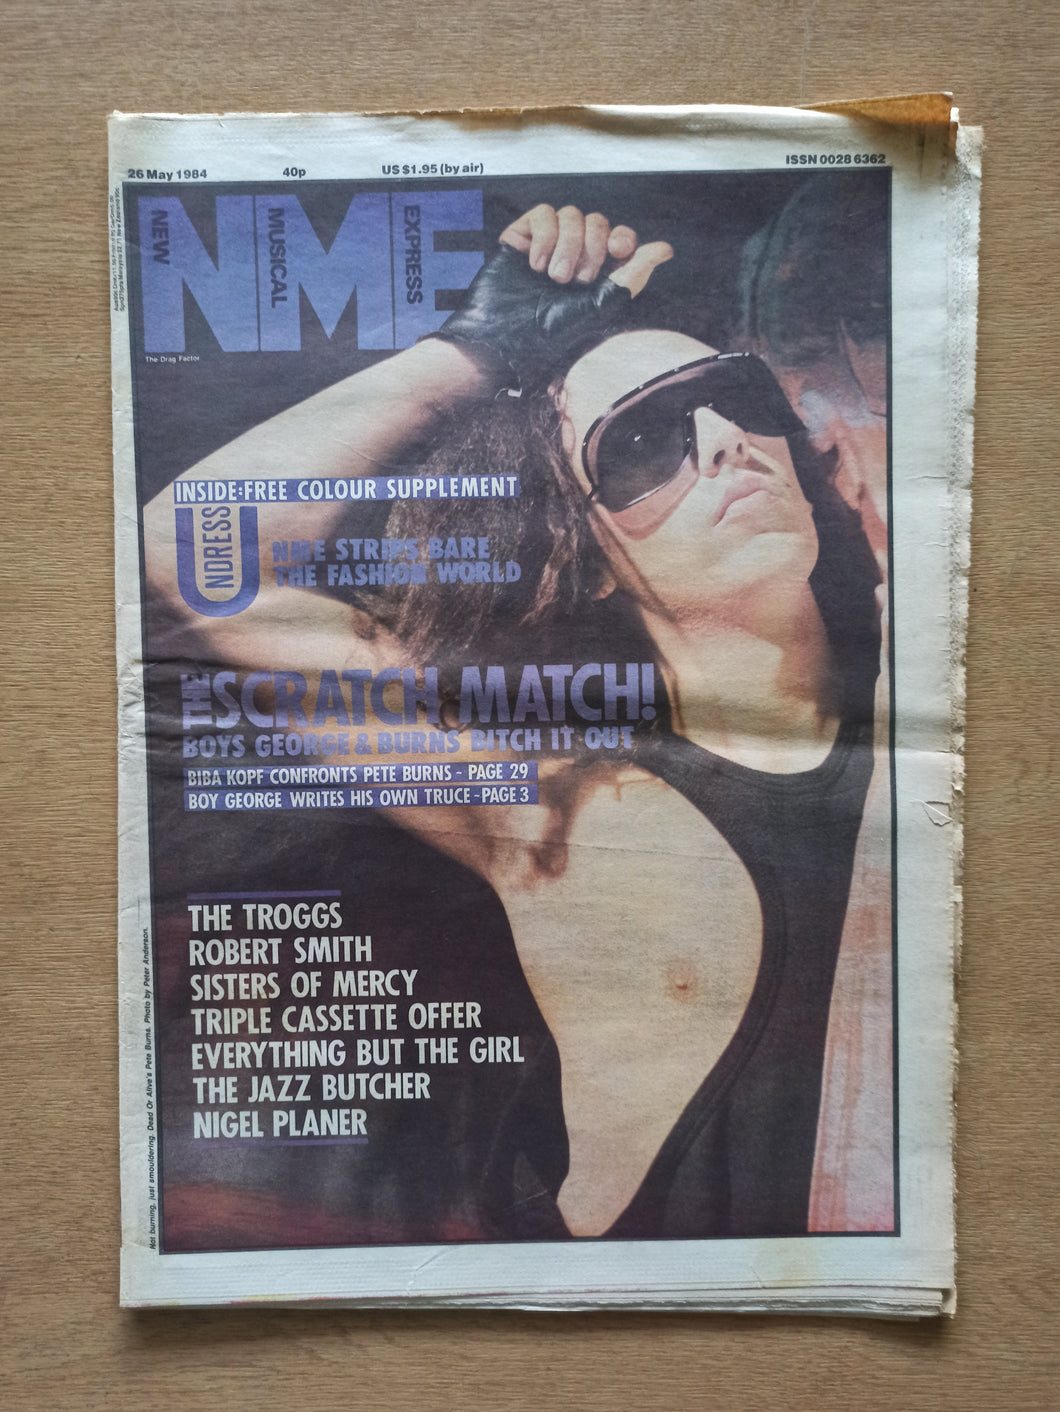 26 May 1984 40p US $1.95 (by air) ISSN 0028 6362
NME
NEW MUSICAL EXPRESS
The Drag Factor
INSIDE:FREE COLOUR SUPPLEMENT
UNDRESS
NME STRIPS BARE
THE FASHION WORLD
THE SCRATCH MATCH!
BOYS GEORGE & BURNS BITCH IT OUT
BIBA KOPF CONFRONTS PETE BURNS - PAGE 29
BOY GEORGE WRITES HIS OWN TRUCE - PAGE 3
THE TROGGS
ROBERT SMITH
SISTERS OF MERCY
TRIPLE CASSETTE OFFER
EVERYTHING BUT THE GIRL
THE JAZZ BUTCHER
NIGEL PLANER
burning, just smouldering. Dead Or Alive's Pete Burns. Photo by Peter Anderson.